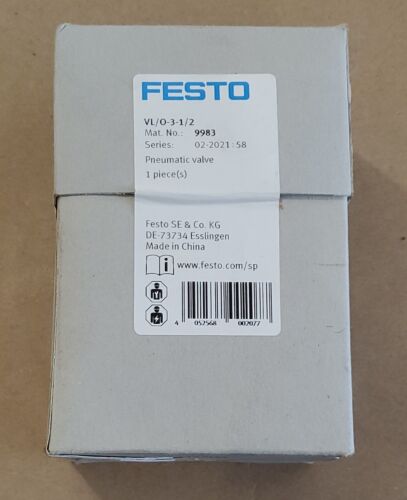 FESTO
VL/O-3-1/2
Mat. No.: 9983
Series: 02-2021:58
Pneumatic valve
1 piece(s)
Festo SE & Co. KG
DE-73734 Esslingen
Made in China
www.festo.com/sp
4 052568 002077